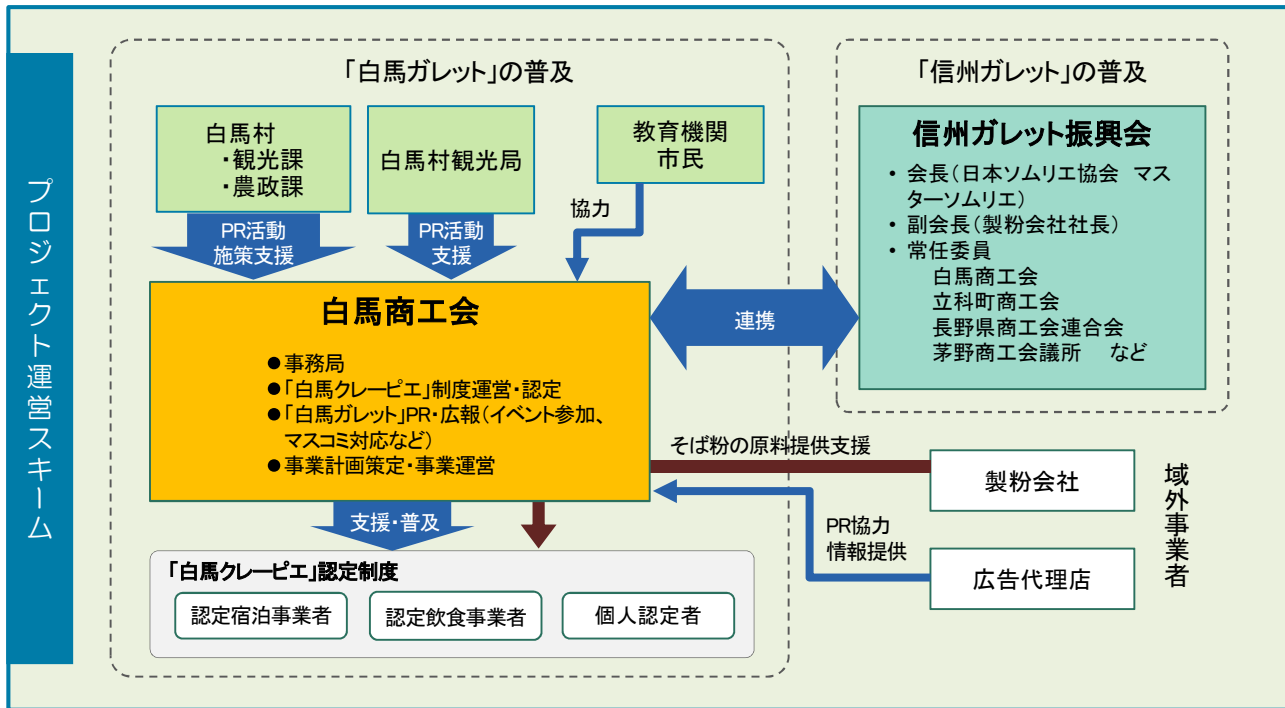 プロジェクト運営スキーム
「白馬ガレット」の普及
白馬村
・観光課
・農政課
白馬村観光局
教育機関
市民
PR活動
施策支援
PR活動
支援
協力
白馬商工会
●事務局
●「白馬クレーピエ」制度運営・認定
●「白馬ガレット」PR・広報（イベント参加、
マスコミ対応など）
●事業計画策定・事業運営
支援・普及
「白馬クレーピエ」認定制度
認定宿泊事業者
認定飲食事業者
個人認定者
連携
「信州ガレット」の普及
信州ガレット振興会
• 会長（日本ソムリエ協会　マス
ターソムリエ）
• 副会長（製粉会社社長）
• 常任委員
白馬商工会
立科町商工会
長野県商工会連合会
茅野商工会議所　など
そば粉の原料提供支援
製粉会社
PR協力
情報提供
広告代理店
域外事業者